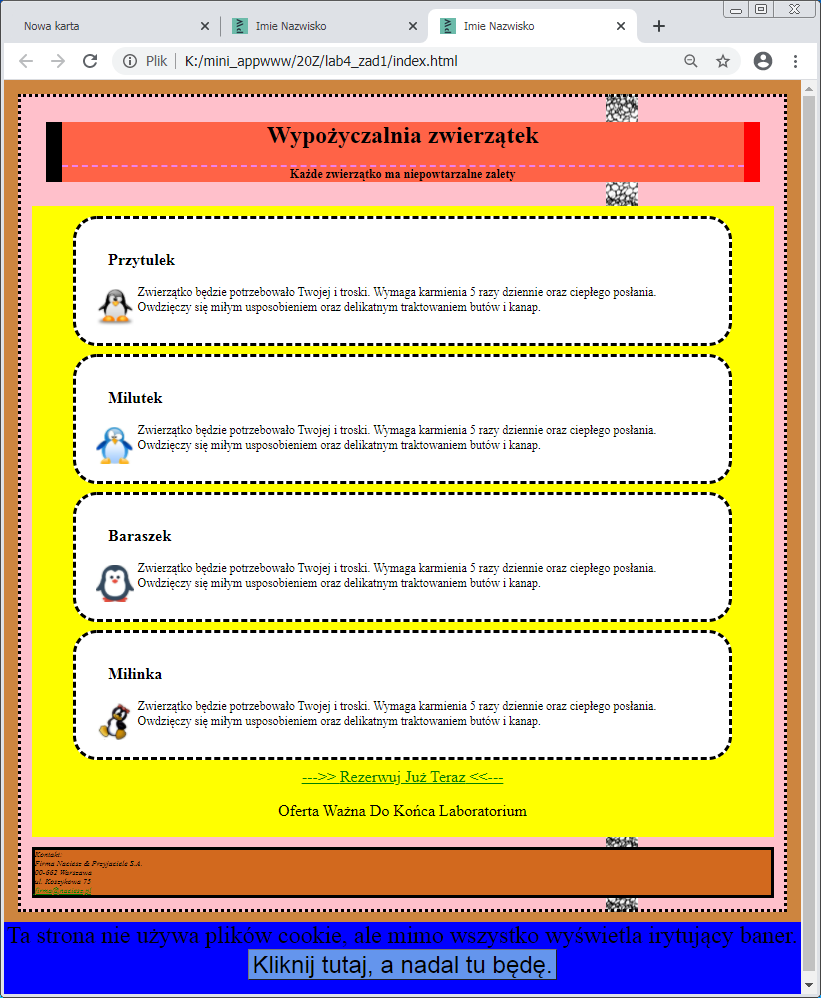 Nowa karta
Imie Nazwisko
Imie Nazwisko
Plik
K:/mini_appwww/20Z/lab4_zad1/index.html
Wypożyczalnia zwierzątek
Każde zwierzątko ma niepowtarzalne zalety
Przytulek
Zwierzątko będzie potrzebowało Twojej i troski. Wymaga karmienia 5 razy dziennie oraz ciepłego posłania.
Owdzięczy się miłym usposobieniem oraz delikatnym traktowaniem butów i kanap.
Milutek
Zwierzątko będzie potrzebowało Twojej i troski. Wymaga karmienia 5 razy dziennie oraz ciepłego posłania.
Owdzięczy się miłym usposobieniem oraz delikatnym traktowaniem butów i kanap.
Baraszek
Zwierzątko będzie potrzebowało Twojej i troski. Wymaga karmienia 5 razy dziennie oraz ciepłego posłania.
Owdzięczy się miłym usposobieniem oraz delikatnym traktowaniem butów i kanap.
Miłinka
Zwierzątko będzie potrzebowało Twojej i troski. Wymaga karmienia 5 razy dziennie oraz ciepłego posłania.
Owdzięczy się miłym usposobieniem oraz delikatnym traktowaniem butów i kanap.
--->> Rezerwuj Już Teraz <<---
Oferta Ważna Do Końca Laboratorium
Kontakt:
Firma & Przyjaciele S.A.
00-662 Warszawa
ul. Koszykowa 75
Ta strona nie używa plików cookie, ale mimo wszystko wyświetla irytujący baner.
Kliknij tutaj, a nadal tu będę.